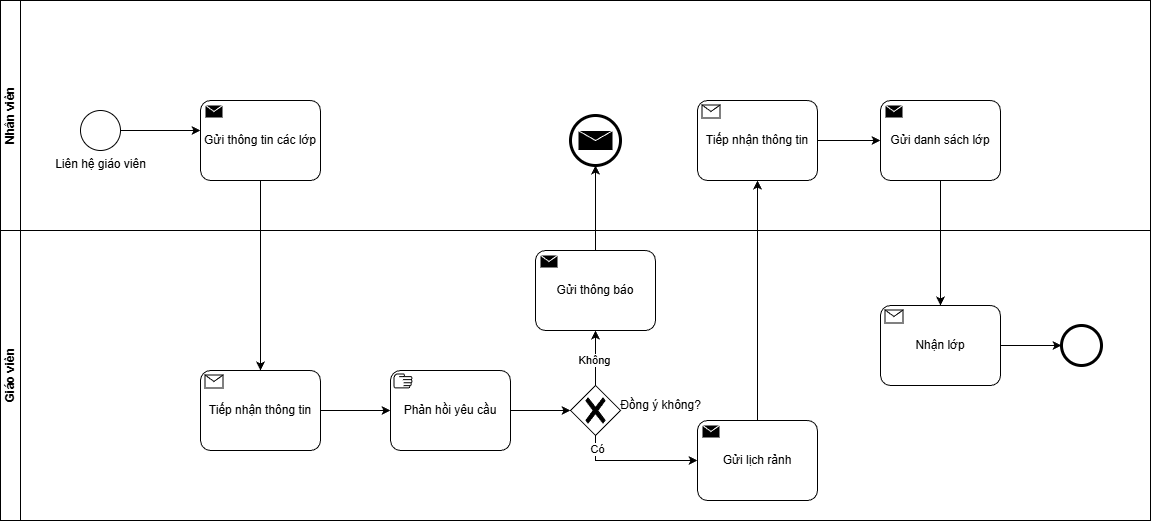 Nhân viên
Liên hệ giáo viên
Gửi thông tin các lớp
Tiếp nhận thông tin
Gửi danh sách lớp
Giáo viên
Tiếp nhận thông tin
Phản hồi yêu cầu
Gửi thông báo
Không
Đồng ý không?
Có
Gửi lịch rảnh
Nhận lớp